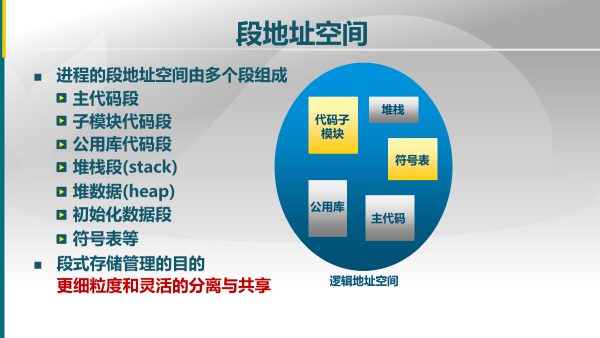 段地址空间
进程的段地址空间由多个段组成
主代码段
子模块代码段
公用库代码段
堆栈段(stack)
堆数据(heap)
初始化数据段
符号表等
段式存储管理的目的
更细粒度和灵活的分离与共享
代码子
模块
堆栈
符号表
公用库
主代码
逻辑地址空间